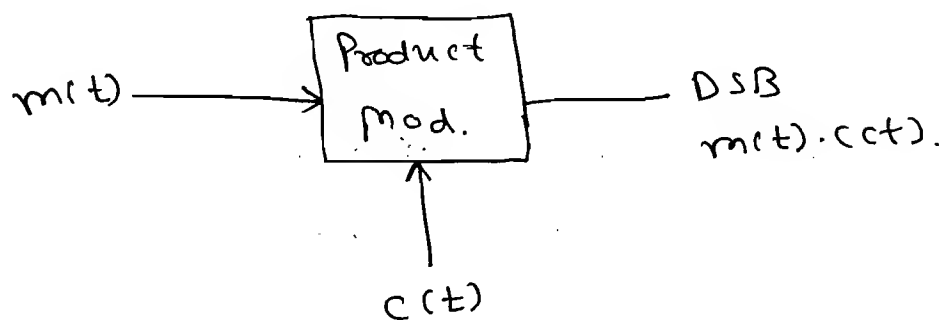 Product
Mod.
m(t)
DSB
m(t).c(t).
c(t)